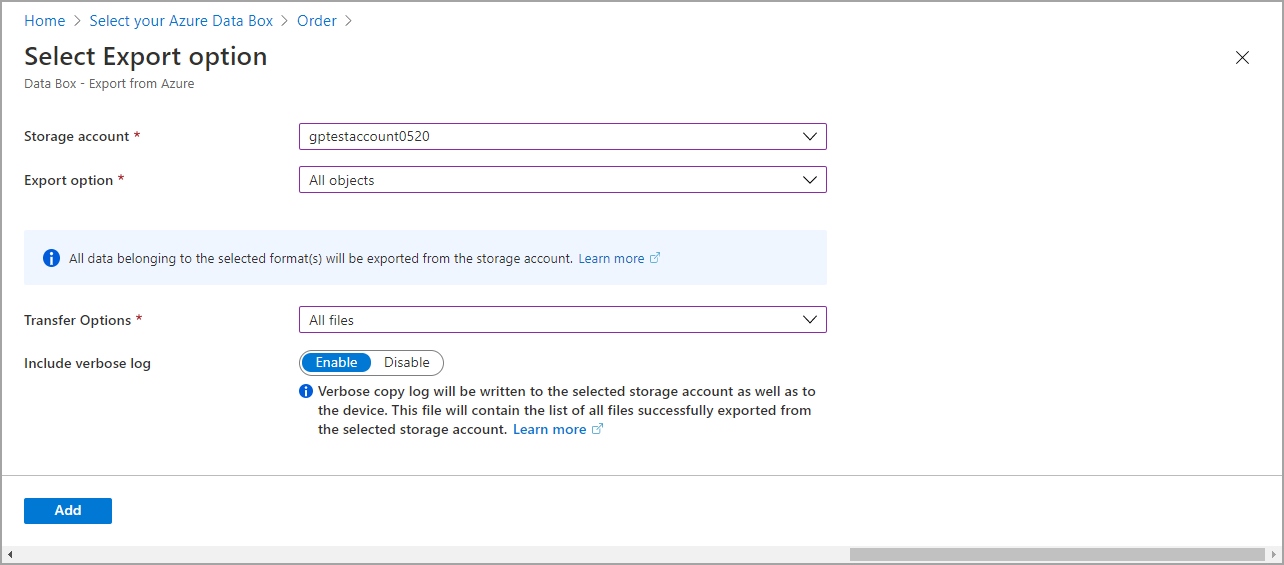 Home > Select your Azure Data Box > Order >
Select Export option
Data Box - Export from Azure
Storage account * gptestaccount0520
Export option * All objects
All data belonging to the selected format(s) will be exported from the storage account. Learn more
Transfer Options * All files
Include verbose log Enable Disable
Verbose copy log will be written to the selected storage account as well as to
the device. This file will contain the list of all files successfully exported from
the selected storage account. Learn more
Add